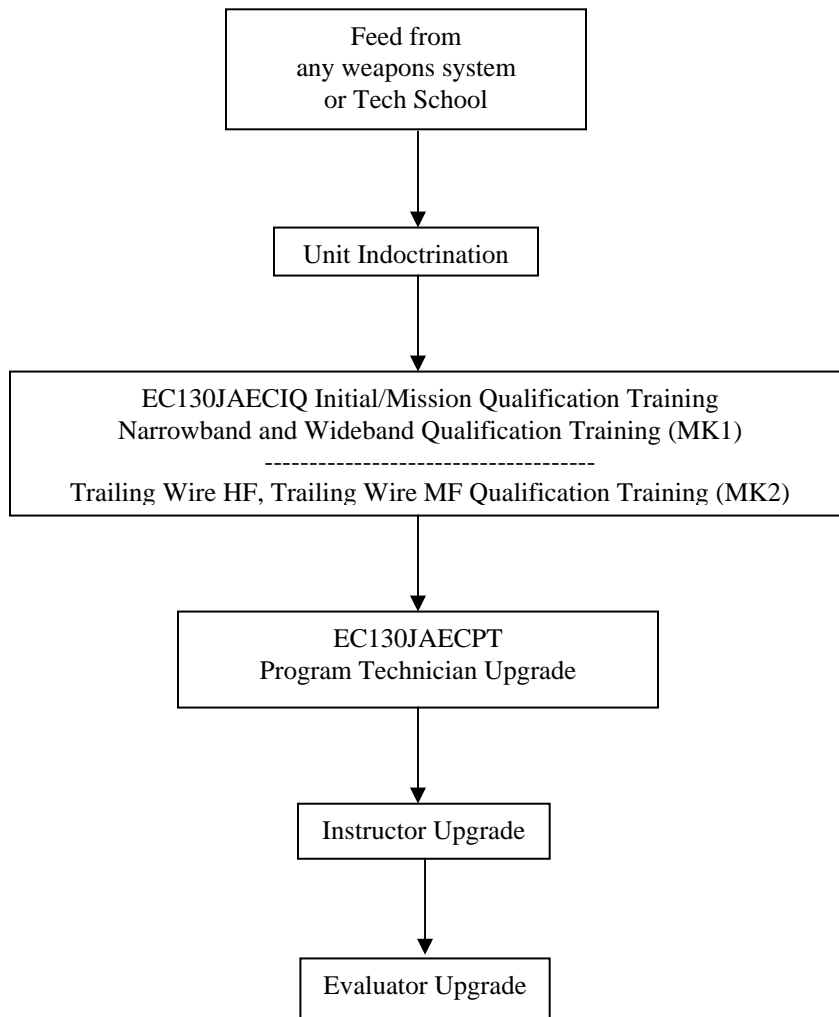 Feed from
any weapons system
or Tech School
Unit Indoctrination
EC130JAECIQ Initial/Mission Qualification Training
Narrowband and Wideband Qualification Training (MK1)
-------------------------------------
Trailing Wire HF, Trailing Wire MF Qualification Training (MK2)
EC130JAECPT
Program Technician Upgrade
Instructor Upgrade
Evaluator Upgrade